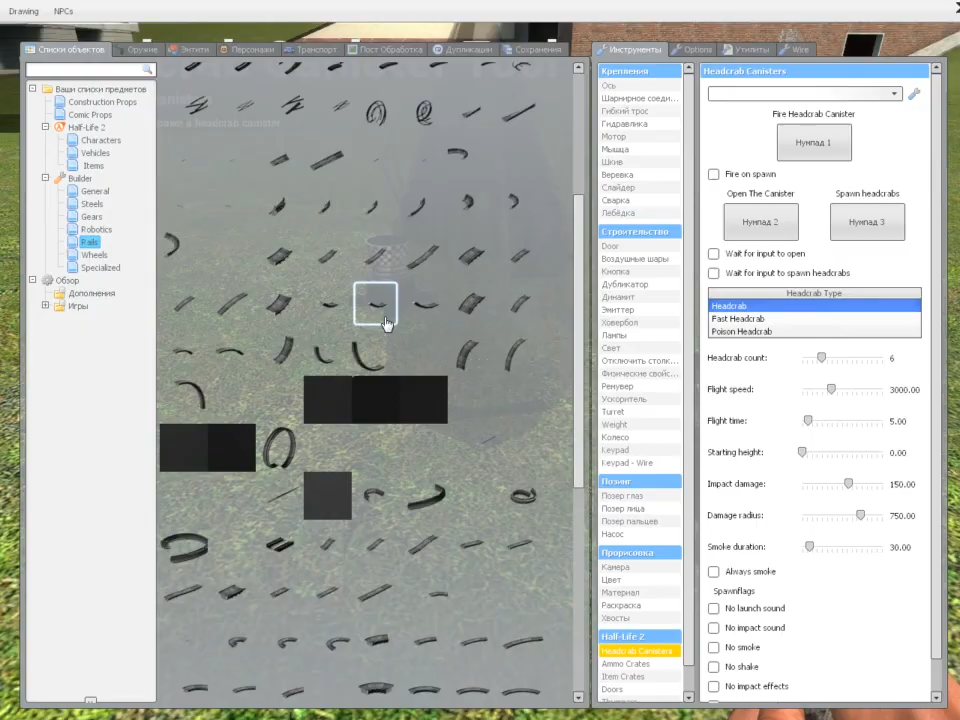 Drawing NPCs
Списки объектов
Оружие
Энтити
Персонажи
Транспорт
Пост Обработка
Дупликации
Сохранения
Ваши списки предметов
Construction Props
Comic Props
Half-Life 2
Characters
Vehicles
Items
Builder
General
Steels
Gears
Robotics
Rails
Wheels
Specialized
Обзор
Дополнения
Игры
Инструменты
Options
Утилиты
Wire
Крепления
Ось
Шарнирное соеди...
Гибкий трос
Гидравлика
Мотор
Мышца
Шкив
Веревка
Слайдер
Сварка
Лебёдка
Строительство
Door
Воздушные шары
Кнопка
Дубликатор
Динамит
Эмиттер
Ховербол
Лампы
Свет
Отключить столк...
Физические свойс...
Ремувер
Ускоритель
Turret
Weight
Колесо
Keypad
Keypad - Wire
Позинг
Позер глаз
Позер лица
Позер пальцев
Насос
Прорисовка
Камера
Цвет
Материал
Раскраска
Хвосты
Half-Life 2
Headcrab Canisters
Ammo Crates
Item Crates
Doors
Headcrab Canisters
Fire Headcrab Canister
Нумпад 1
Fire on spawn
Open The Canister
Spawn headcrabs
Нумпад 2
Нумпад 3
Wait for input to open
Wait for input to spawn headcrabs
Headcrab Type
Headcrab
Fast Headcrab
Poison Headcrab
Headcrab count: 6
Flight speed: 3000.00
Flight time: 5.00
Starting height: 0.00
Impact damage: 150.00
Damage radius: 750.00
Smoke duration: 30.00
Always smoke
Spawnflags
No launch sound
No impact sound
No smoke
No shake
No impact effects